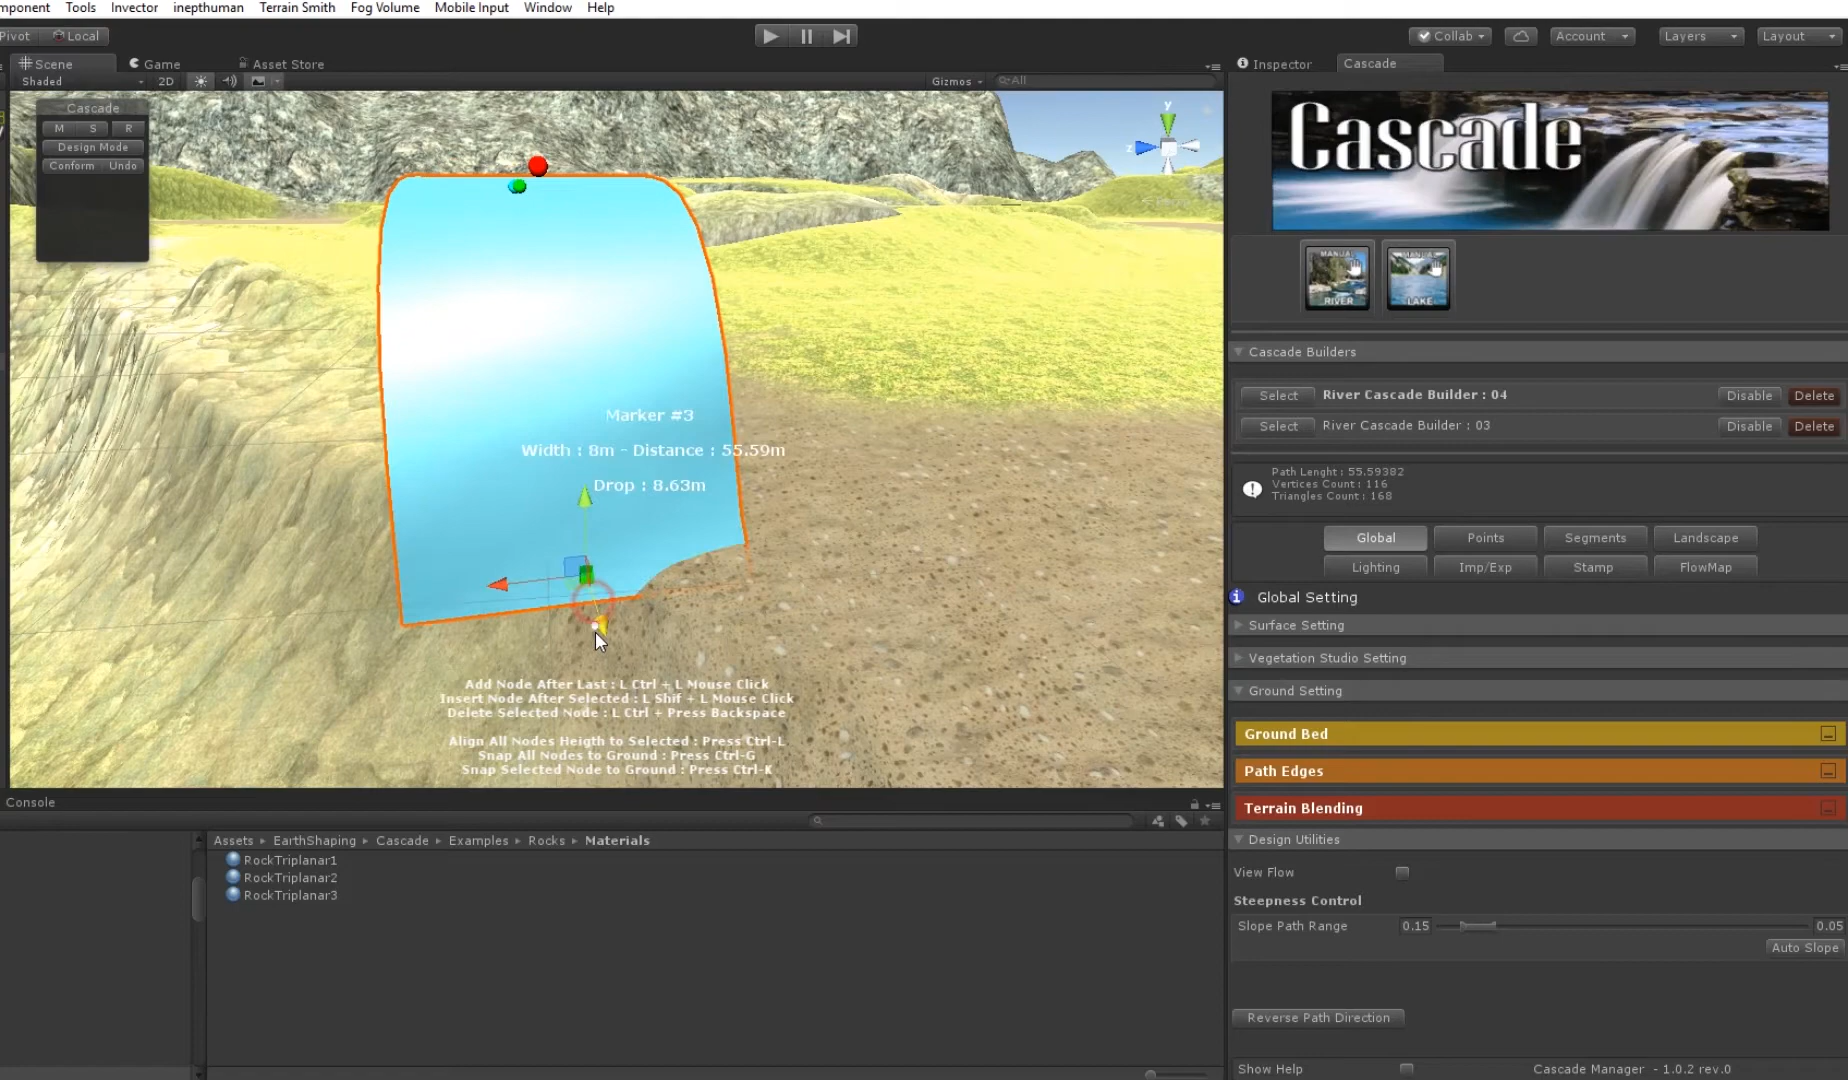 mponent Tools Invector inepthuman Terrain Smith Fog Volume Mobile Input Window Help
Pivot Local Collab Account Layers Layout
Scene Game Asset Store
Shaded 2D Gizmos All
Inspector Cascade
Cascade
M S R
Design Mode
Conform Undo
y
z
Cascade
MANUAL RIVER
MANUAL LAKE
Marker #3
Width : 8m - Distance : 55.59m
Drop : 8.63m
Add Node After Last : L Ctrl + L Mouse Click
Insert Node After Selected : L Shif + L Mouse Click
Delete Selected Node : L Ctrl + Press Backspace
Align All Nodes Heigth to Selected : Press Ctrl-L
Snap All Nodes to Ground : Press Ctrl-G
Snap Selected Node to Ground : Press Ctrl-K
Cascade Builders
Select River Cascade Builder : 04 Disable Delete
Select River Cascade Builder : 03 Disable Delete
Path Lenght : 55.59382
Vertices Count : 116
Triangles Count : 168
Global Points Segments Landscape
Lighting Imp/Exp Stamp FlowMap
Global Setting
Surface Setting
Vegetation Studio Setting
Ground Setting
Ground Bed
Path Edges
Terrain Blending
Design Utilities
View Flow
Steepness Control
Slope Path Range 0.15 0.05
Auto Slope
Reverse Path Direction
Show Help Cascade Manager - 1.0.2 rev.0
Console
Assets EarthShaping Cascade Examples Rocks Materials
RockTriplanar1
RockTriplanar2
RockTriplanar3